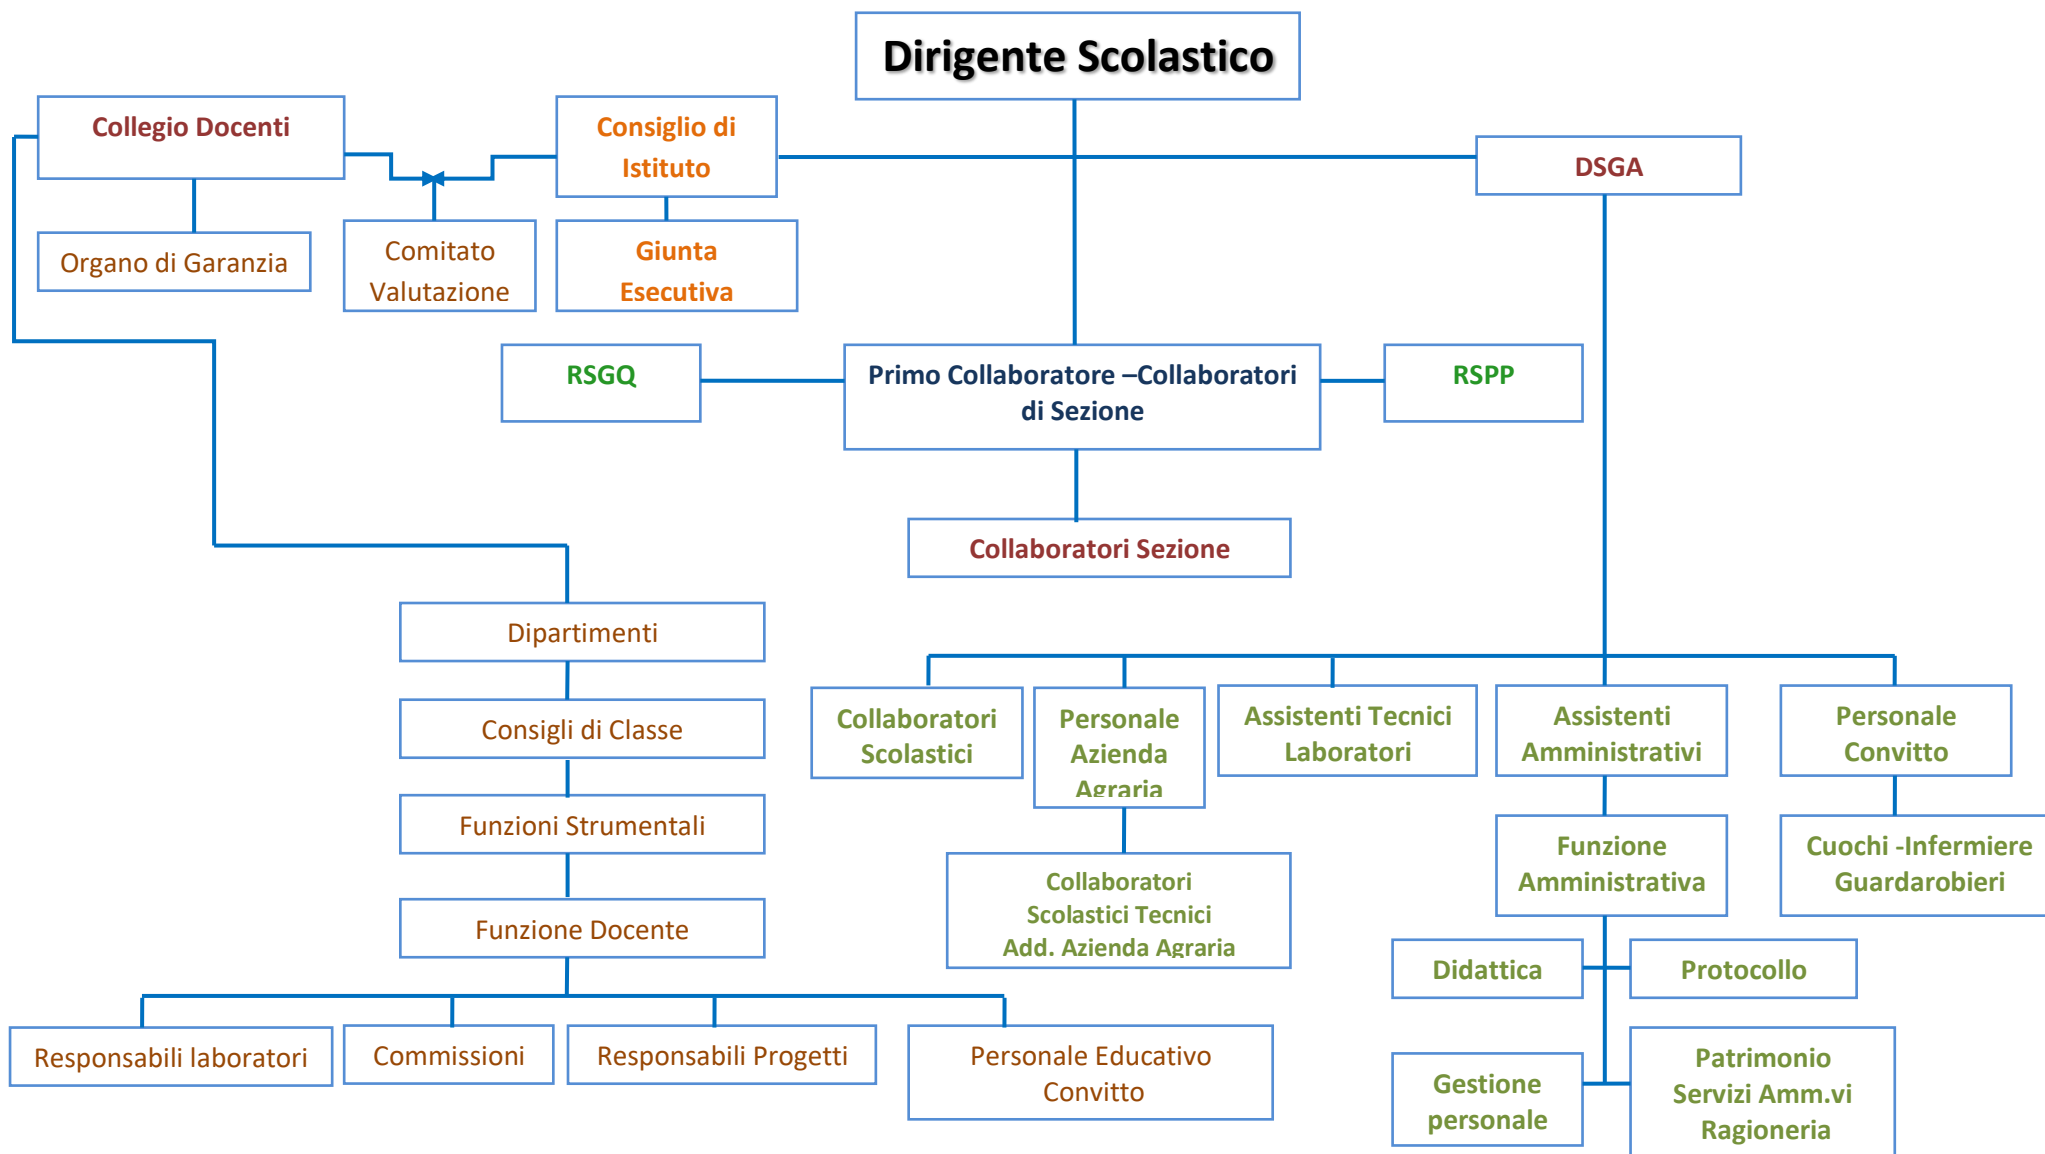 Dirigente Scolastico
Collegio Docenti
Consiglio di
Istituto
DSGA
Organo di Garanzia
Comitato
Valutazione
Giunta
Esecutiva
RSGQ
Primo Collaboratore –Collaboratori
di Sezione
RSPP
Collaboratori Sezione
Dipartimenti
Consigli di Classe
Funzioni Strumentali
Funzione Docente
Responsabili laboratori
Commissioni
Responsabili Progetti
Personale Educativo
Convitto
Collaboratori
Scolastici
Personale
Azienda
Agraria
Assistenti Tecnici
Laboratori
Assistenti
Amministrativi
Personale
Convitto
Collaboratori
Scolastici Tecnici
Add. Azienda Agraria
Funzione
Amministrativa
Cuochi -Infermiere
Guardarobieri
Didattica
Protocollo
Gestione
personale
Patrimonio
Servizi Amm.vi
Ragioneria